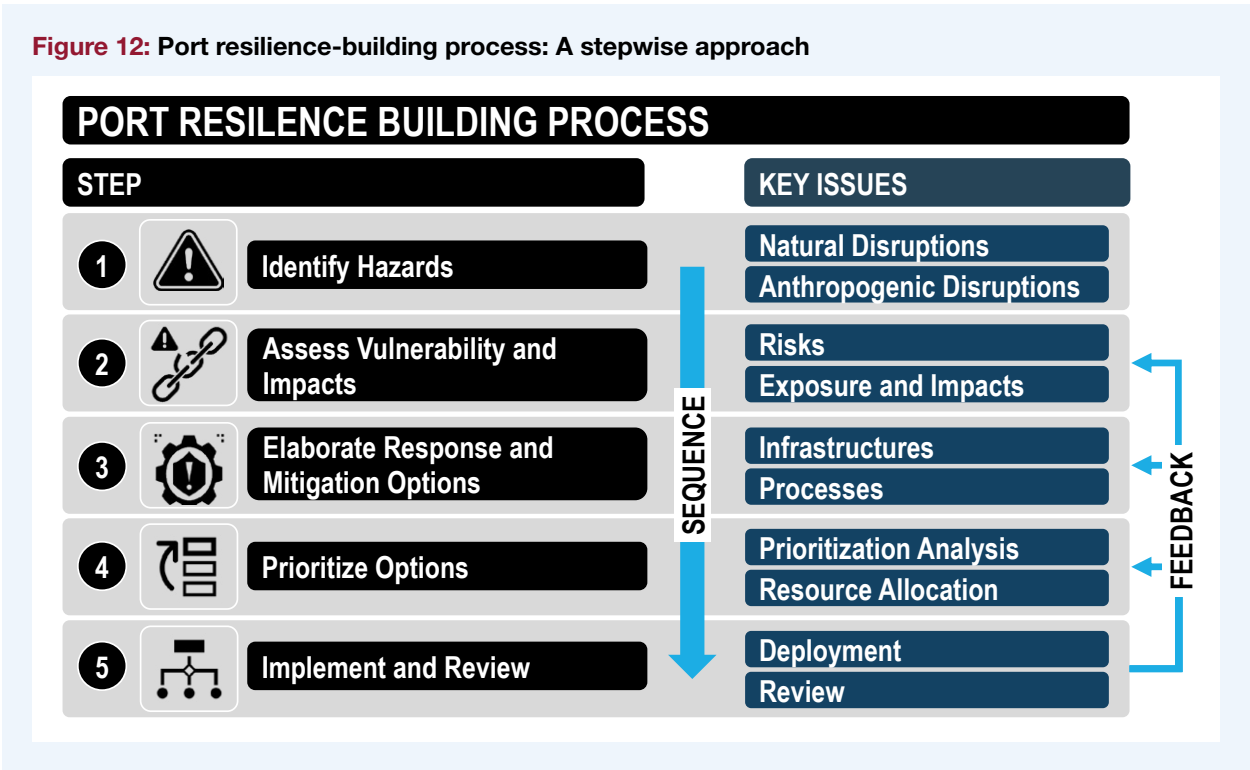 Figure 12: Port resilience-building process: A stepwise approach
PORT RESILENCE BUILDING PROCESS
STEP
KEY ISSUES
1
Identify Hazards
Natural Disruptions
Anthropogenic Disruptions
2
Assess Vulnerability and
Impacts
Risks
Exposure and Impacts
3
Elaborate Response and
Mitigation Options
Infrastructures
Processes
4
Prioritize Options
Prioritization Analysis
Resource Allocation
5
Implement and Review
Deployment
Review
SEQUENCE
FEEDBACK